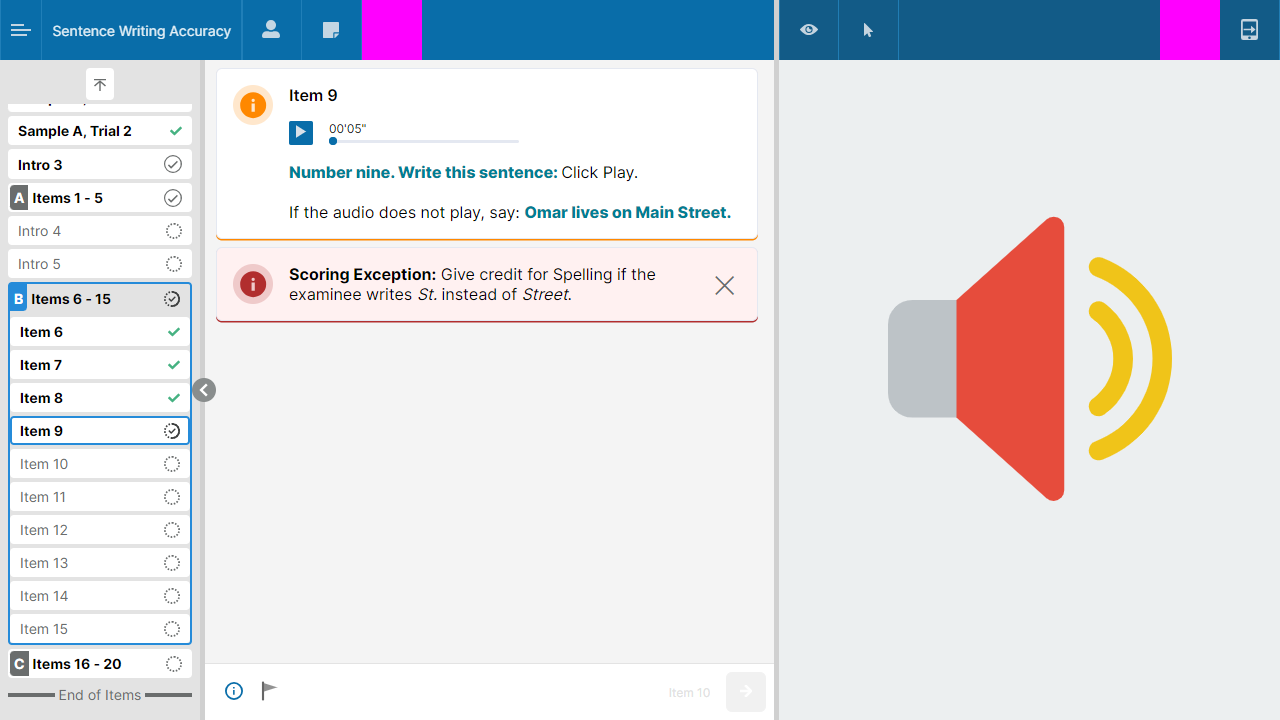 Sentence Writing Accuracy
Sample A, Trial 2
Intro 3
A Items 1 - 5
Intro 4
Intro 5
B Items 6 - 15
Item 6
Item 7
Item 8
Item 9
Item 10
Item 11
Item 12
Item 13
Item 14
Item 15
C Items 16 - 20
End of Items
Item 9
00'05"
Number nine. Write this sentence: Click Play.
If the audio does not play, say: Omar lives on Main Street.
Scoring Exception: Give credit for Spelling if the
examinee writes St. instead of Street.
Item 10